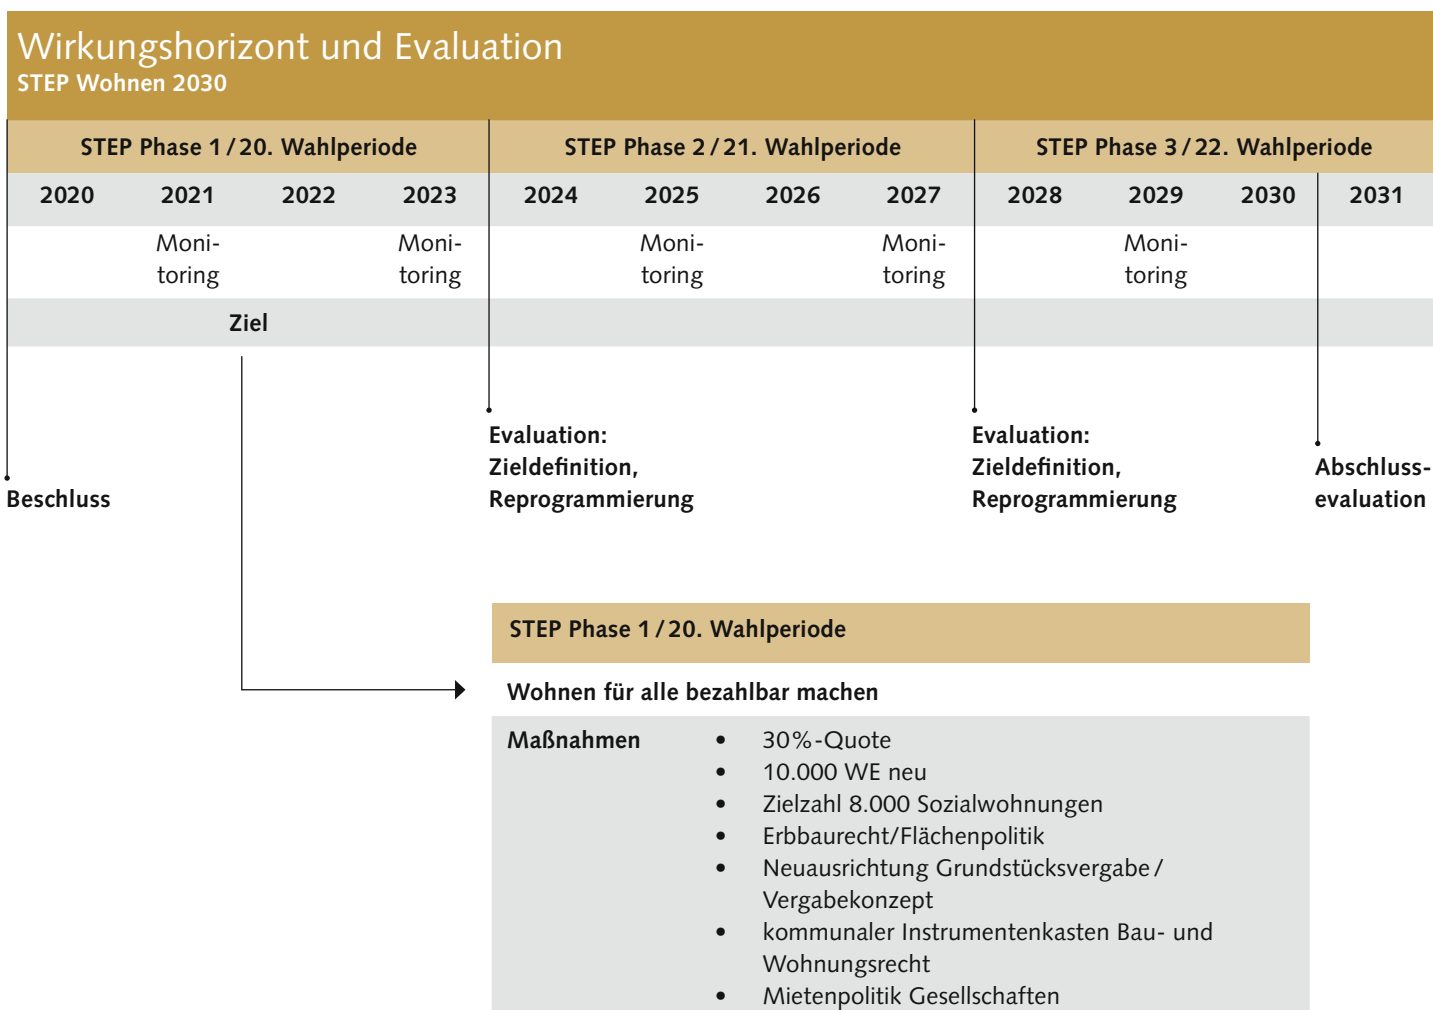 Wirkungshorizont und Evaluation
STEP Wohnen 2030
STEP Phase 1 / 20. Wahlperiode STEP Phase 2 / 21. Wahlperiode STEP Phase 3 / 22. Wahlperiode
2020 2021 2022 2023 2024 2025 2026 2027 2028 2029 2030 2031
Moni- Moni- Moni- Moni- Moni-
toring toring toring toring toring
Ziel
Evaluation: Evaluation:
Zieldefinition, Zieldefinition, Abschluss-
Beschluss Reprogrammierung Reprogrammierung evaluation
STEP Phase 1 / 20. Wahlperiode
Wohnen für alle bezahlbar machen
Maßnahmen • 30 %-Quote
• 10.000 WE neu
• Zielzahl 8.000 Sozialwohnungen
• Erbbaurecht/Flächenpolitik
• Neuausrichtung Grundstücksvergabe /
Vergabekonzept
• kommunaler Instrumentenkasten Bau- und
Wohnungsrecht
• Mietenpolitik Gesellschaften